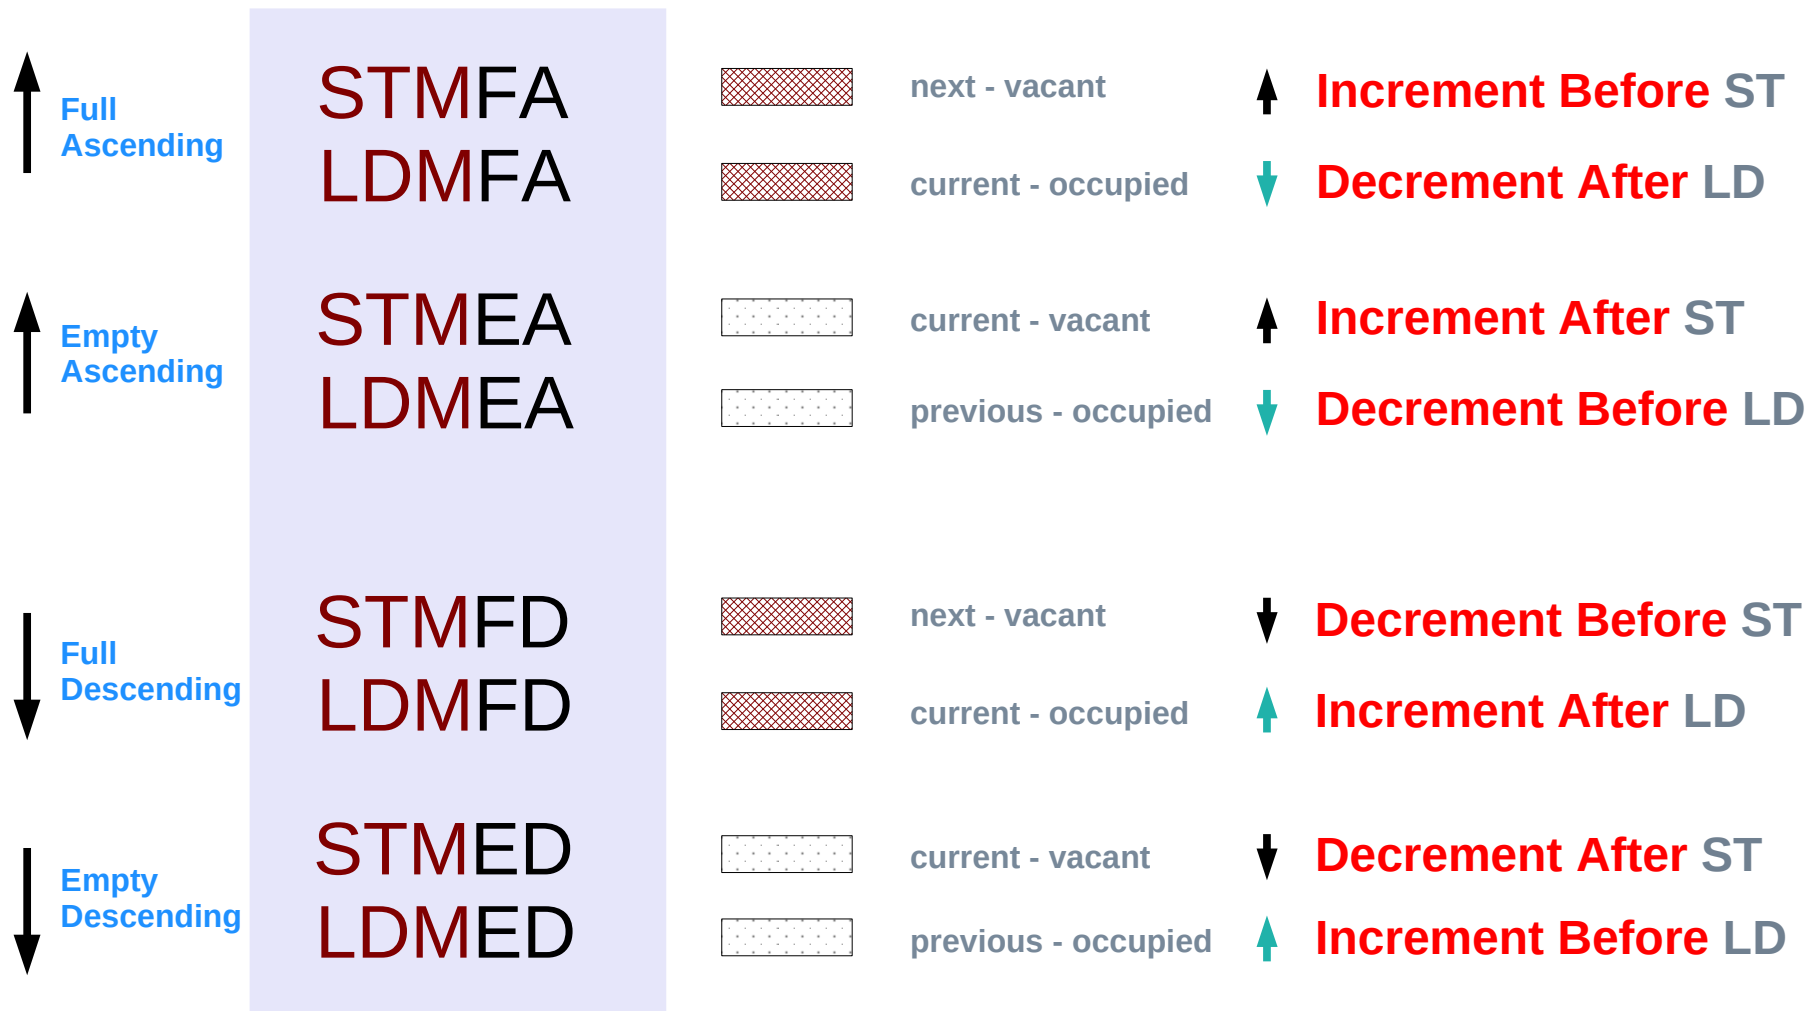 Full
Ascending
STMFA
next - vacant
Increment Before ST
LDMFA
current - occupied
Decrement After LD
Empty
Ascending
STMEA
current - vacant
Increment After ST
LDMEA
previous - occupied
Decrement Before LD
Full
Descending
STMFD
next - vacant
Decrement Before ST
LDMFD
current - occupied
Increment After LD
Empty
Descending
STMED
current - vacant
Decrement After ST
LDMED
previous - occupied
Increment Before LD